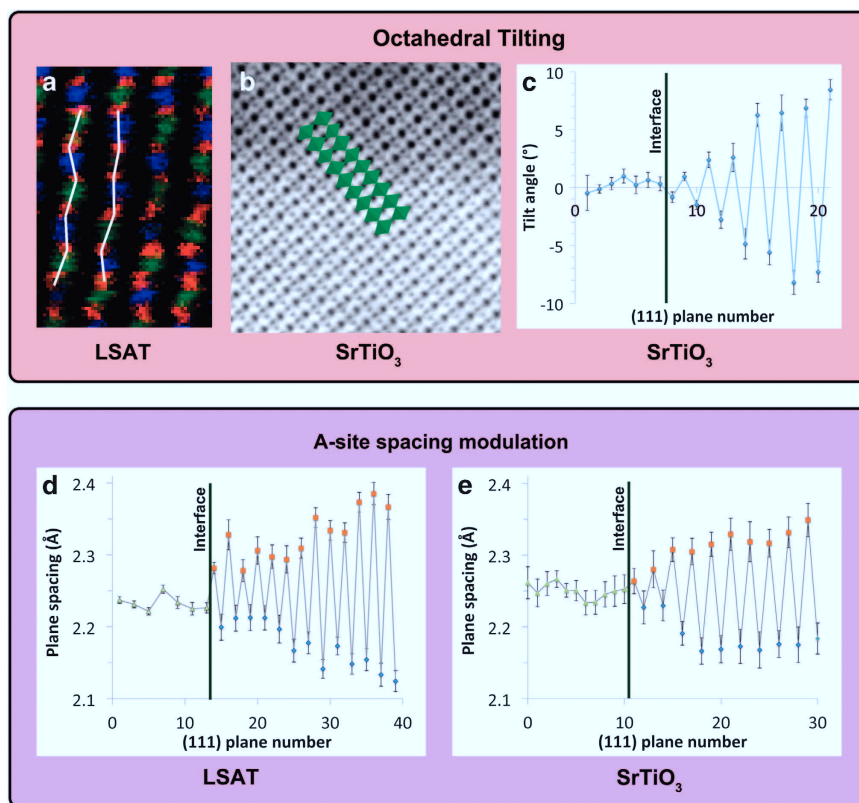 Octahedral Tilting
a
b
c
10
5
0
-5
-10
Tilt angle (°)
Interface
0
10
20
(111) plane number
LSAT
SrTiO₃
SrTiO₃
A-site spacing modulation
d
2.4
2.3
2.2
2.1
Plane spacing (Å)
Interface
0
10
20
30
40
(111) plane number
LSAT
e
2.4
2.3
2.2
2.1
Plane spacing (Å)
Interface
0
10
20
30
(111) plane number
SrTiO₃